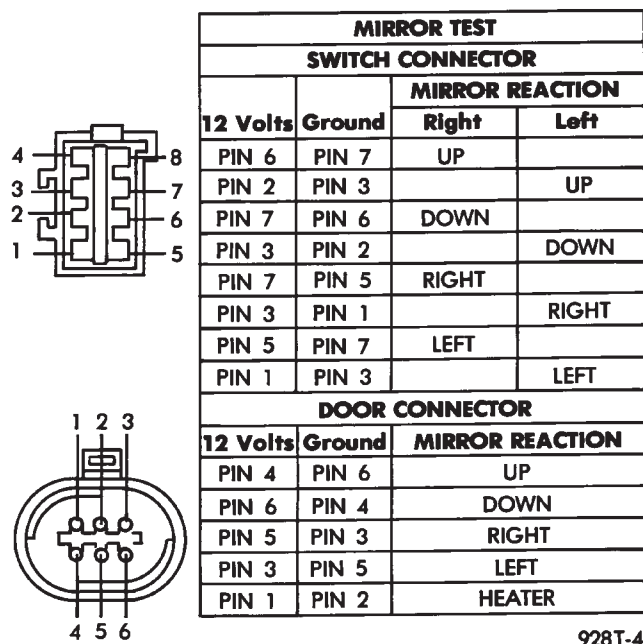 MIRROR TEST
SWITCH CONNECTOR
MIRROR REACTION
12 Volts Ground Right Left
PIN 6 PIN 7 UP
PIN 2 PIN 3 UP
PIN 7 PIN 6 DOWN
PIN 3 PIN 2 DOWN
PIN 7 PIN 5 RIGHT
PIN 3 PIN 1 RIGHT
PIN 5 PIN 7 LEFT
PIN 1 PIN 3 LEFT
4 8
3 7
2 6
1 5
DOOR CONNECTOR
12 Volts Ground MIRROR REACTION
PIN 4 PIN 6 UP
PIN 6 PIN 4 DOWN
PIN 5 PIN 3 RIGHT
PIN 3 PIN 5 LEFT
PIN 1 PIN 2 HEATER
1 2 3
4 5 6
928T-4